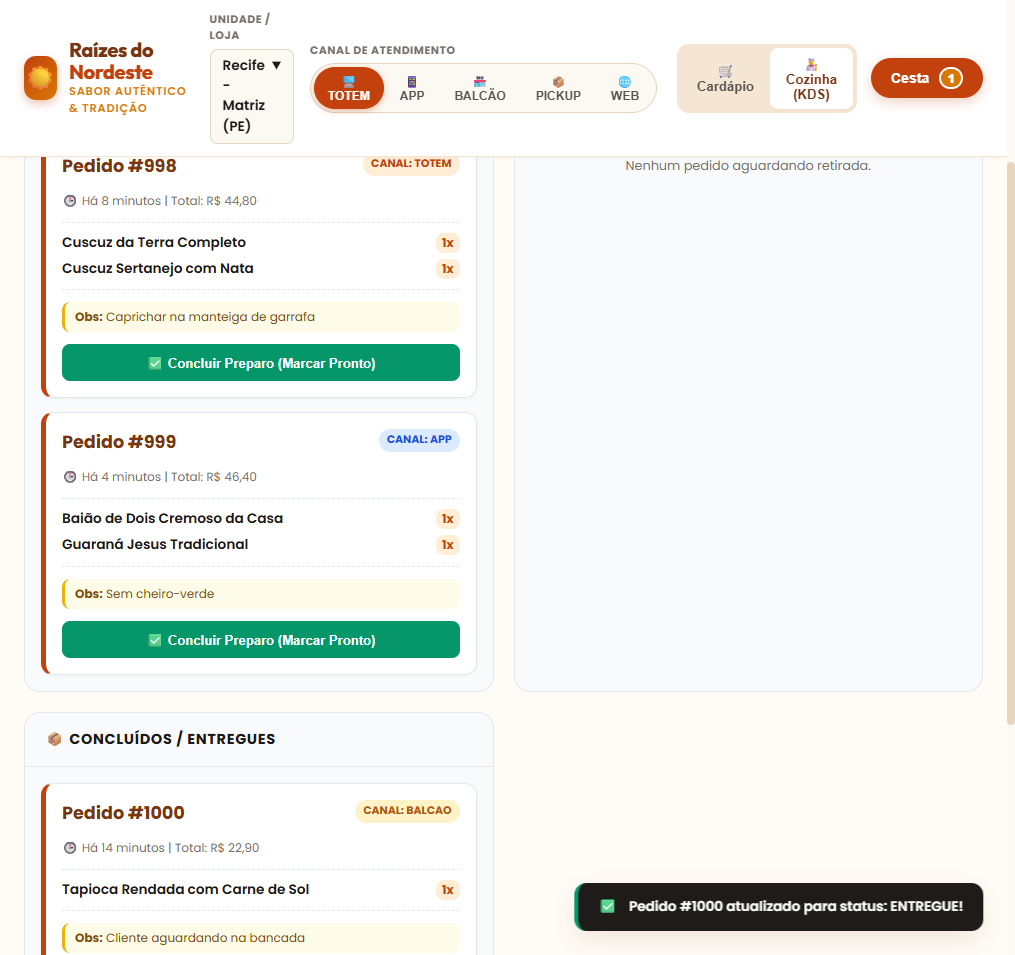 Raízes do
Nordeste
SABOR AUTÊNTICO
& TRADIÇÃO
UNIDADE /
LOJA
Recife ▼
-
Matriz
(PE)
CANAL DE ATENDIMENTO
TOTEM
APP
BALCÃO
PICKUP
WEB
Cardápio
Cozinha
(KDS)
Cesta 1
Pedido #998
CANAL: TOTEM
Há 8 minutos | Total: R$ 44,80
Cuscuz da Terra Completo 1x
Cuscuz Sertanejo com Nata 1x
Obs: Caprichar na manteiga de garrafa
✅ Concluir Preparo (Marcar Pronto)
Pedido #999
CANAL: APP
Há 4 minutos | Total: R$ 46,40
Baião de Dois Cremoso da Casa 1x
Guaraná Jesus Tradicional 1x
Obs: Sem cheiro-verde
✅ Concluir Preparo (Marcar Pronto)
Nenhum pedido aguardando retirada.
CONCLUÍDOS / ENTREGUES
Pedido #1000
CANAL: BALCAO
Há 14 minutos | Total: R$ 22,90
Tapioca Rendada com Carne de Sol 1x
Obs: Cliente aguardando na bancada
✅ Pedido #1000 atualizado para status: ENTREGUE!